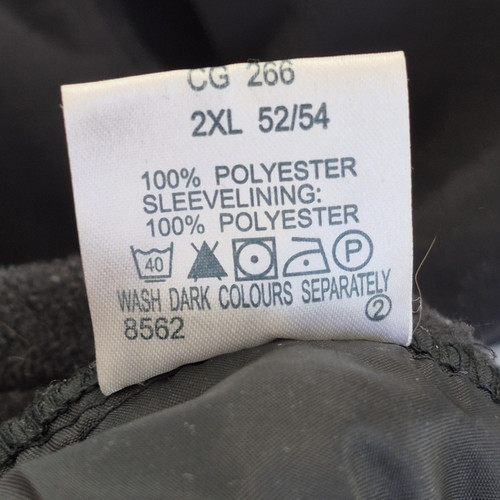 CG 266
2XL 52/54
100% POLYESTER
SLEEVELINING:
100% POLYESTER
40 P
WASH DARK COLOURS SEPARATELY
2
8562